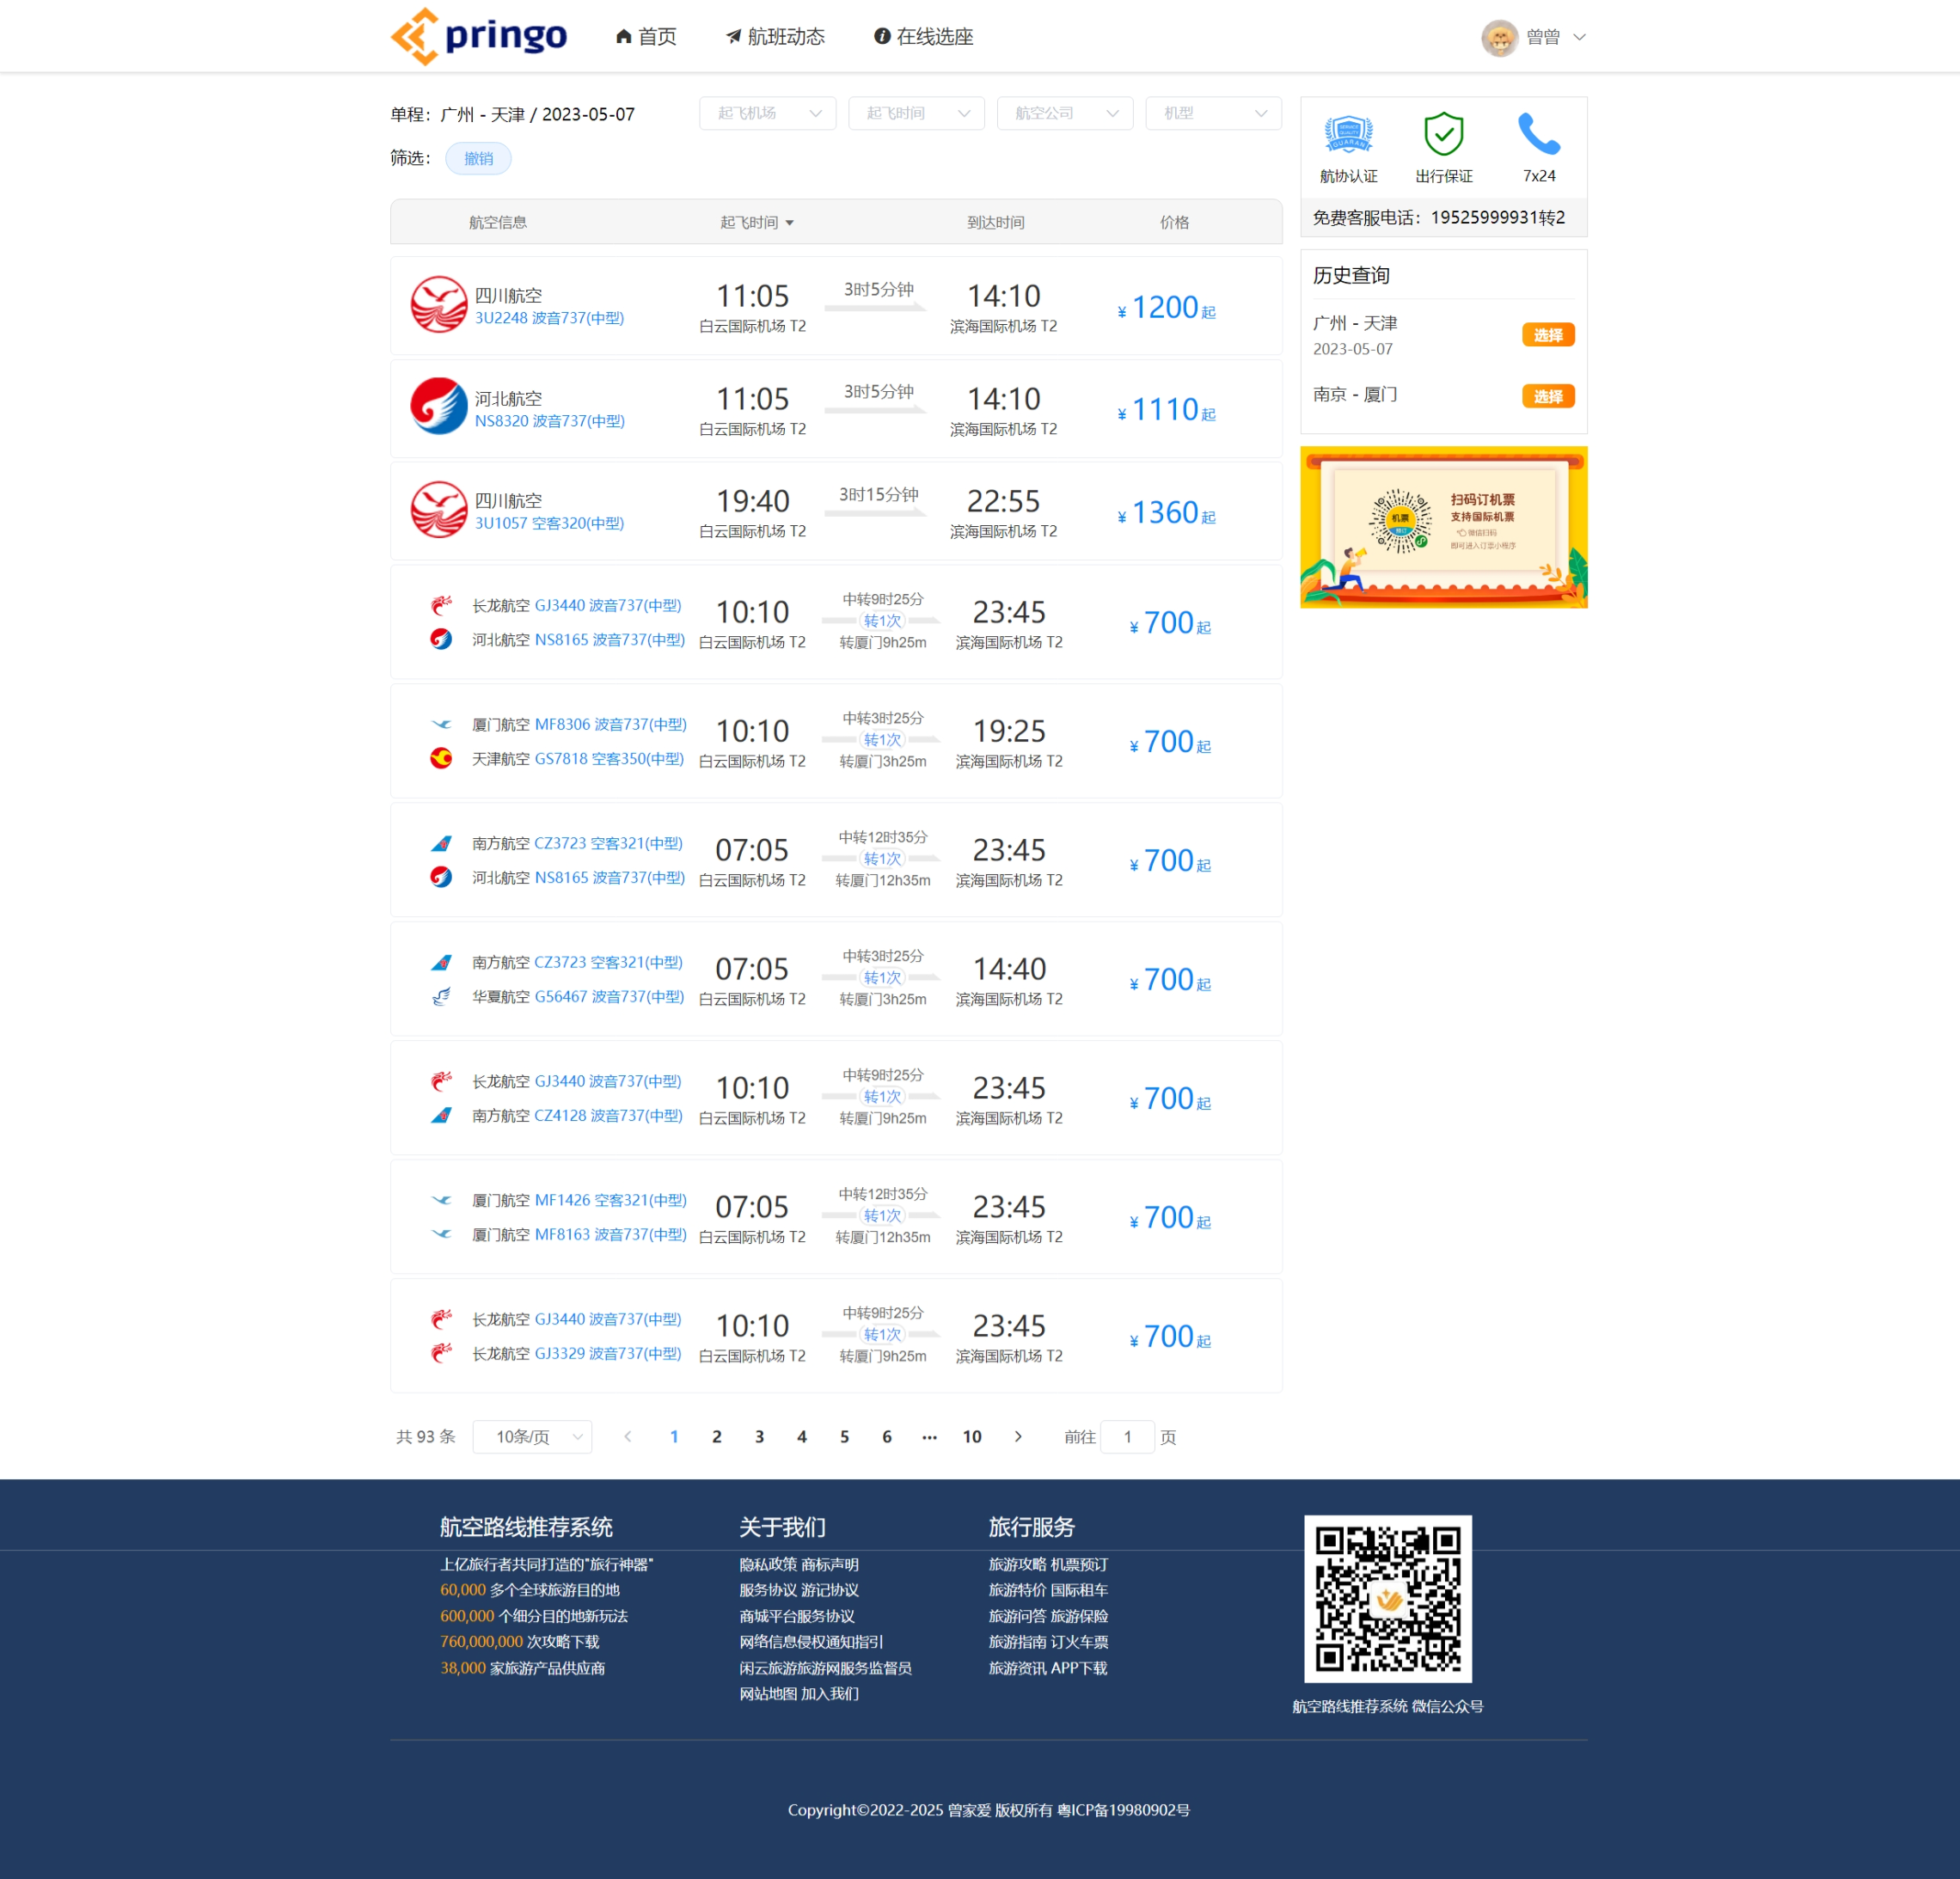 pringo 首页 航班动态 在线选座 曾曾
单程：广州 - 天津 / 2023-05-07 起飞机场 起飞时间 航空公司 机型
筛选： 撤销
航空信息 起飞时间 到达时间 价格
四川航空 3U2248 波音737(中型)
11:05 白云国际机场 T2
3时5分钟
14:10 滨海国际机场 T2
¥ 1200起
河北航空 NS8320 波音737(中型)
11:05 白云国际机场 T2
3时5分钟
14:10 滨海国际机场 T2
¥ 1110起
四川航空 3U1057 空客320(中型)
19:40 白云国际机场 T2
3时15分钟
22:55 滨海国际机场 T2
¥ 1360起
长龙航空 GJ3440 波音737(中型)
河北航空 NS8165 波音737(中型)
10:10 白云国际机场 T2
中转9时25分
转1次
转厦门9h25m
23:45 滨海国际机场 T2
¥ 700起
厦门航空 MF8306 波音737(中型)
天津航空 GS7818 空客350(中型)
10:10 白云国际机场 T2
中转3时25分
转1次
转厦门3h25m
19:25 滨海国际机场 T2
¥ 700起
南方航空 CZ3723 空客321(中型)
河北航空 NS8165 波音737(中型)
07:05 白云国际机场 T2
中转12时35分
转1次
转厦门12h35m
23:45 滨海国际机场 T2
¥ 700起
南方航空 CZ3723 空客321(中型)
华夏航空 G56467 波音737(中型)
07:05 白云国际机场 T2
中转3时25分
转1次
转厦门3h25m
14:40 滨海国际机场 T2
¥ 700起
长龙航空 GJ3440 波音737(中型)
南方航空 CZ4128 波音737(中型)
10:10 白云国际机场 T2
中转9时25分
转1次
转厦门9h25m
23:45 滨海国际机场 T2
¥ 700起
厦门航空 MF1426 空客321(中型)
厦门航空 MF8163 波音737(中型)
07:05 白云国际机场 T2
中转12时35分
转1次
转厦门12h35m
23:45 滨海国际机场 T2
¥ 700起
长龙航空 GJ3440 波音737(中型)
长龙航空 GJ3329 波音737(中型)
10:10 白云国际机场 T2
中转9时25分
转1次
转厦门9h25m
23:45 滨海国际机场 T2
¥ 700起
共 93 条 10条/页 1 2 3 4 5 6 ··· 10 前往 1 页
航协认证 出行保证 7x24
免费客服电话：19525999931转2
历史查询
广州 - 天津
2023-05-07
选择
南京 - 厦门
选择
机票
扫码订机票
支持国际机票
微信扫码
即可进入订票小程序
航空路线推荐系统
上亿旅行者共同打造的"旅行神器"
60,000 多个全球旅游目的地
600,000 个细分目的地新玩法
760,000,000 次攻略下载
38,000 家旅游产品供应商
关于我们
隐私政策 商标声明
服务协议 游记协议
商城平台服务协议
网络信息侵权通知指引
闲云旅游旅游网服务监督员
网站地图 加入我们
旅行服务
旅游攻略 机票预订
旅游特价 国际租车
旅游问答 旅游保险
旅游指南 订火车票
旅游资讯 APP下载
航空路线推荐系统 微信公众号
Copyright©2022-2025 曾家爱 版权所有 粤ICP备19980902号